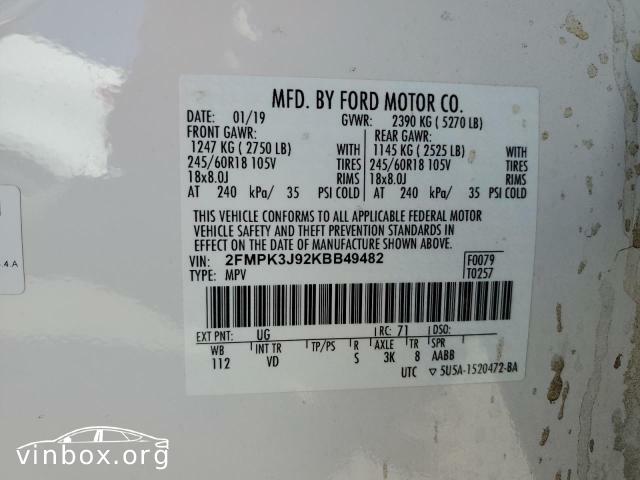 MFD. BY FORD MOTOR CO.
DATE: 01/19 GVWR: 2390 KG ( 5270 LB)
FRONT GAWR: REAR GAWR:
1247 KG ( 2750 LB) WITH 1145 KG ( 2525 LB) WITH
245/60R18 105V TIRES 245/60R18 105V TIRES
18x8.0J RIMS 18x8.0J RIMS
AT 240 kPa/ 35 PSI COLD AT 240 kPa/ 35 PSI COLD
THIS VEHICLE CONFORMS TO ALL APPLICABLE FEDERAL MOTOR
VEHICLE SAFETY AND THEFT PREVENTION STANDARDS IN
EFFECT ON THE DATE OF MANUFACTURE SHOWN ABOVE.
VIN: 2FMPK3J92KBB49482 F0079
TYPE: MPV T0257
EXT PNT: UG RC: 71 DSO:
WB INT TR TP/PS R AXLE TR SPR
112 VD S 3K 8 AABB
UTC ▽ 5U5A-1520472-BA
.4.A
vinbox.org